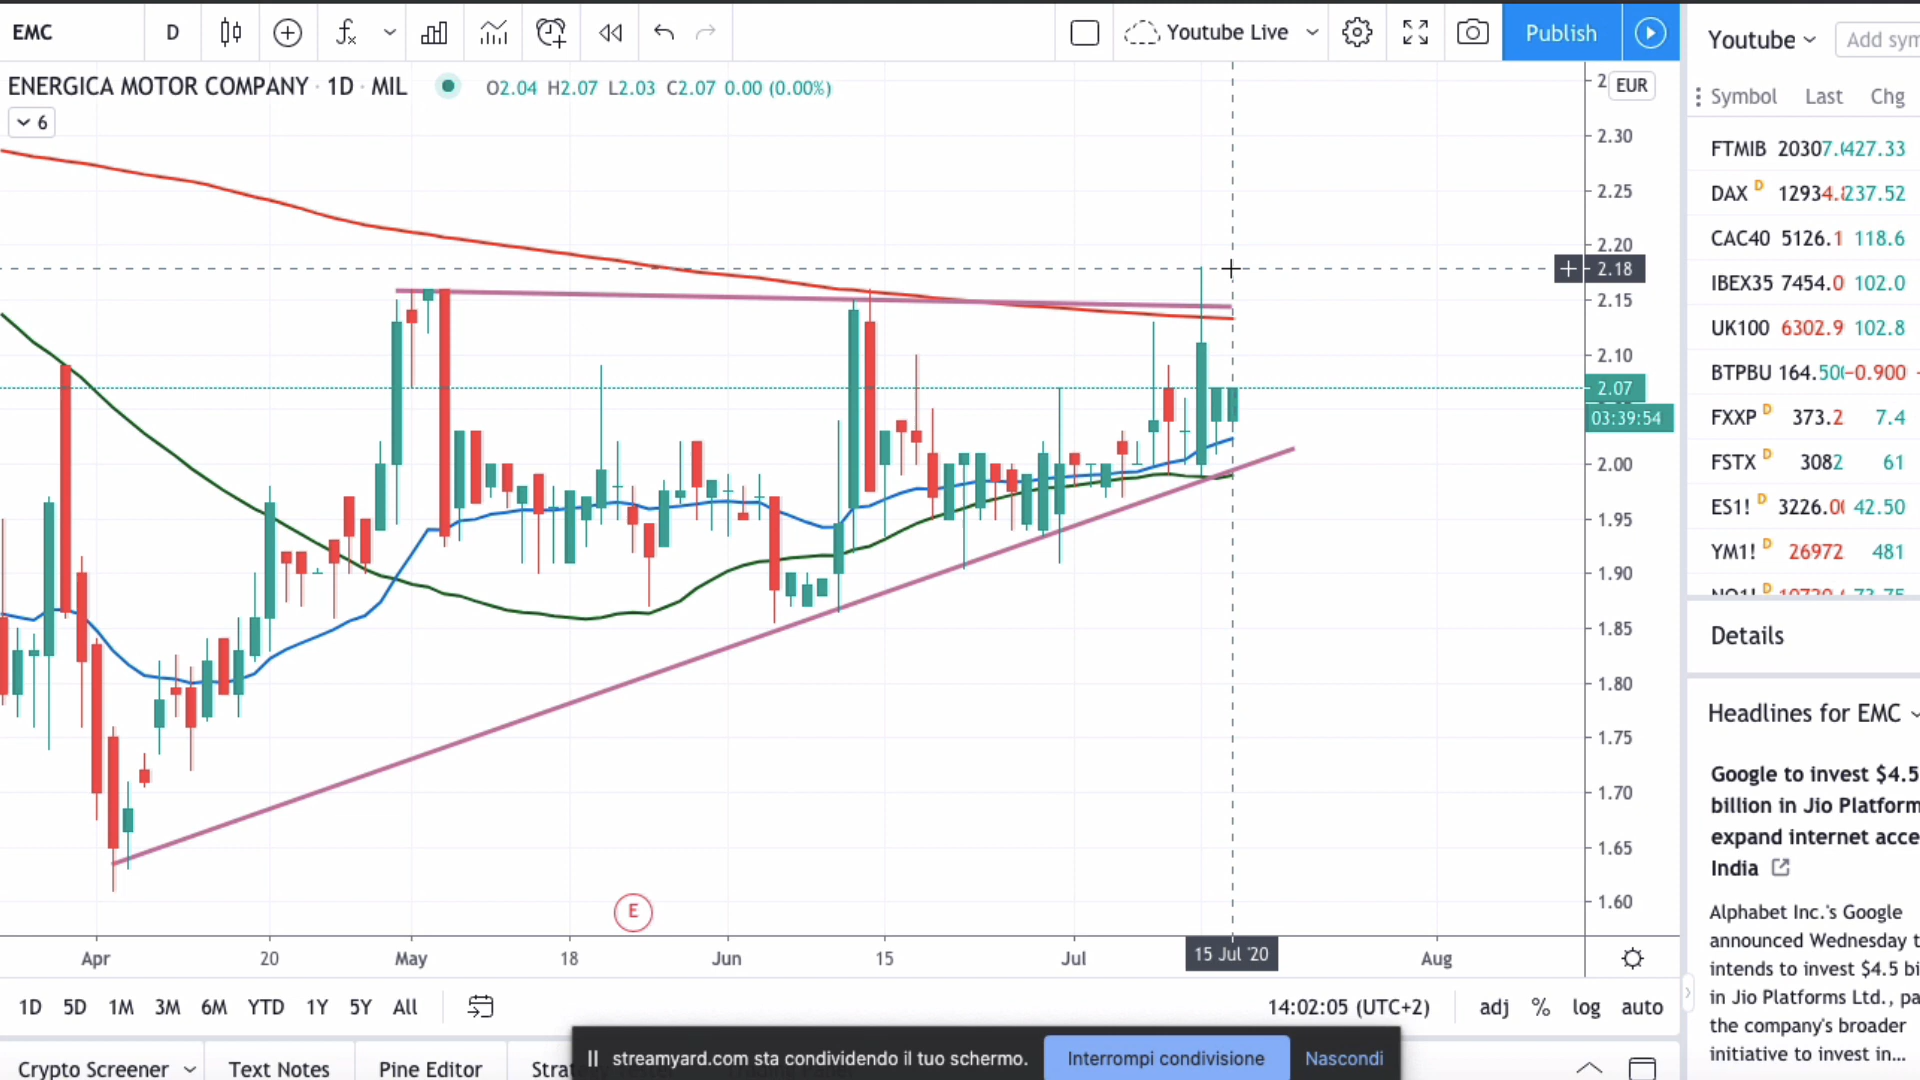 EMC
D
Youtube Live
Publish
Youtube
ENERGICA MOTOR COMPANY · 1D · MIL
O2.04 H2.07 L2.03 C2.07 0.00 (0.00%)
6
EUR
2.30
2.25
2.20
2.18
2.15
2.10
2.07
03:39:54
2.00
1.95
1.90
1.85
1.80
1.75
1.70
1.65
1.60
E
Apr 20 May 18 Jun 15 Jul 15 Jul '20 Aug
1D 5D 1M 3M 6M YTD 1Y 5Y All
14:02:05 (UTC+2) adj % log auto
Crypto Screener Text Notes Pine Editor
streamyard.com sta condividendo il tuo schermo. Interrompi condivisione Nascondi
Add
Symbol Last Chg
FTMIB 20307. 427.33
DAX D 12934. 237.52
CAC40 5126.1 118.6
IBEX35 7454.0 102.0
UK100 6302.9 102.8
BTPBU 164.50 -0.900
FXXP D 373.2 7.4
FSTX D 3082 61
ES1! D 3226.0 42.50
YM1! D 26972 481
Details
Headlines for EMC
Google to invest $4.5
billion in Jio Platform
expand internet acce
India
Alphabet Inc.'s Google
announced Wednesday t
intends to invest $4.5 bi
in Jio Platforms Ltd., pa
the company's broader
initiative to invest in...